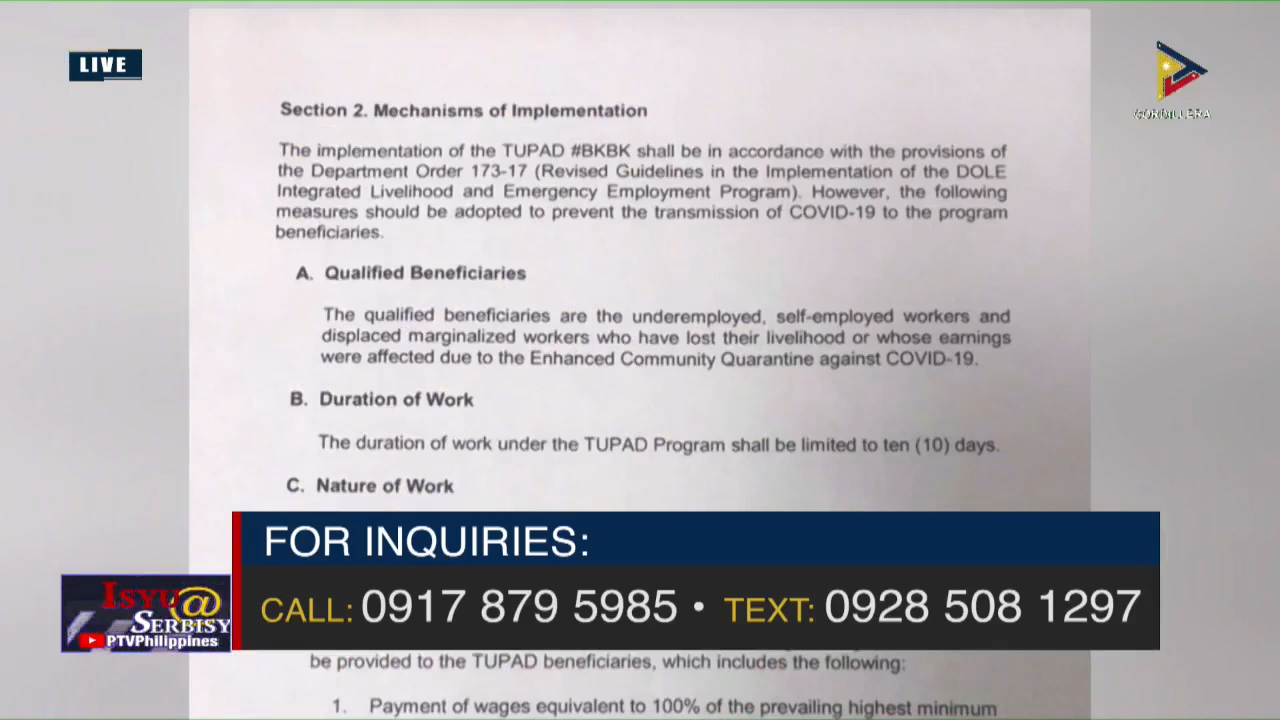 LIVE
CORDILLERA
Section 2. Mechanisms of Implementation
The implementation of the TUPAD #BKBK shall be in accordance with the provisions of
the Department Order 173-17 (Revised Guidelines in the Implementation of the DOLE
Integrated Livelihood and Emergency Employment Program). However, the following
measures should be adopted to prevent the transmission of COVID-19 to the program
beneficiaries.
A. Qualified Beneficiaries
The qualified beneficiaries are the underemployed, self-employed workers and
displaced marginalized workers who have lost their livelihood or whose earnings
were affected due to the Enhanced Community Quarantine against COVID-19.
B. Duration of Work
The duration of work under the TUPAD Program shall be limited to ten (10) days.
C. Nature of Work
FOR INQUIRIES:
CALL: 0917 879 5985 • TEXT: 0928 508 1297
ISYU@
SERBISY
PTVPhilippines
be provided to the TUPAD beneficiaries, which includes the following:
1. Payment of wages equivalent to 100% of the prevailing highest minimum